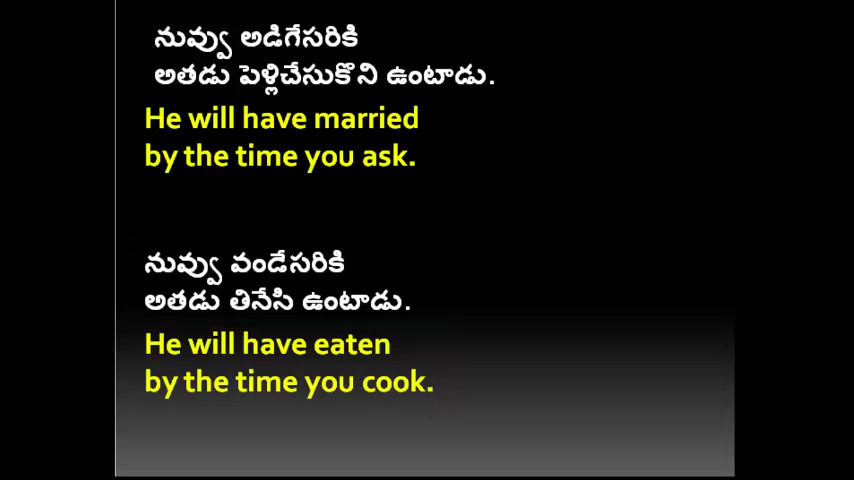 నువ్వు అడిగేసరికి
అతడు పెళ్లిచేసుకొని ఉంటాడు.
He will have married
by the time you ask.
నువ్వు వండేసరికి
అతడు తినేసి ఉంటాడు.
He will have eaten
by the time you cook.